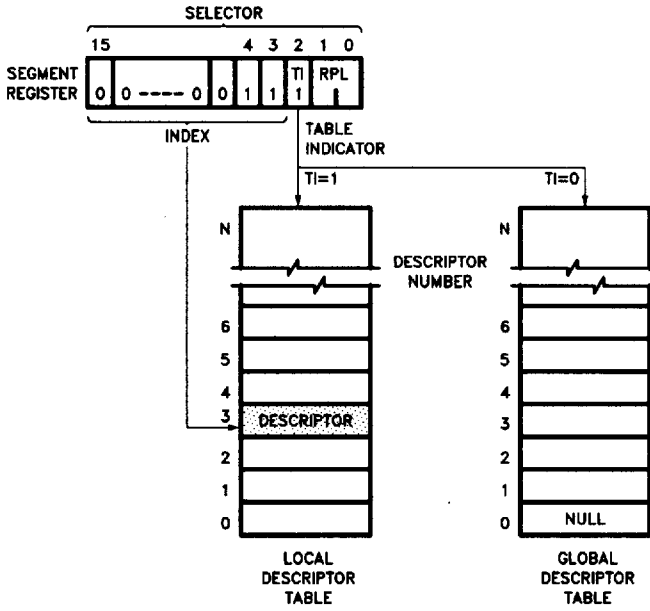 SELECTOR
15 4 3 2 1 0
SEGMENT REGISTER
TI RPL
0 0 ---- 0 0 1 1 1
INDEX
TABLE
INDICATOR
TI=1 TI=0
N N
DESCRIPTOR
NUMBER
6 6
5 5
4 4
3 DESCRIPTOR 3
2 2
1 1
0 0 NULL
LOCAL
DESCRIPTOR
TABLE
GLOBAL
DESCRIPTOR
TABLE